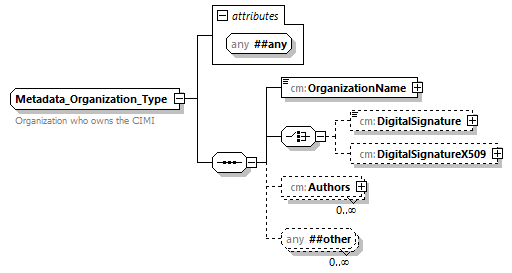 attributes
any ##any
Metadata_Organization_Type
Organization who owns the CIMI
cm:OrganizationName
cm:DigitalSignature
cm:DigitalSignatureX509
cm:Authors
0..∞
any ##other
0..∞